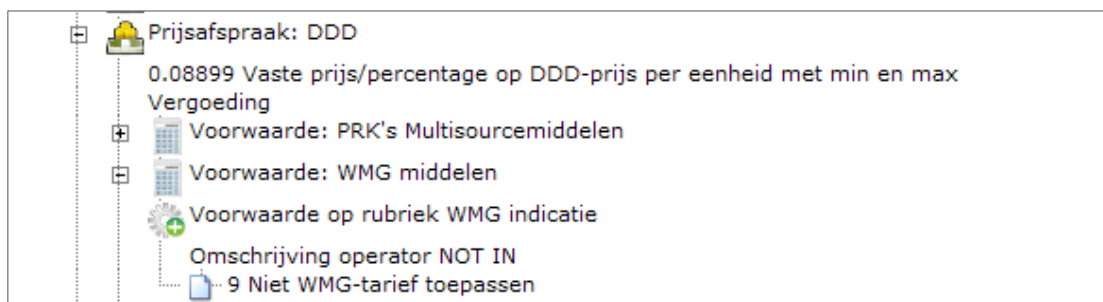 Prijsafspraak: DDD
0.08899 Vaste prijs/percentage op DDD-prijs per eenheid met min en max
Vergoeding
Voorwaarde: PRK's Multisourcemiddelen
Voorwaarde: WMG middelen
Voorwaarde op rubriek WMG indicatie
Omschrijving operator NOT IN
9 Niet WMG-tarief toepassen